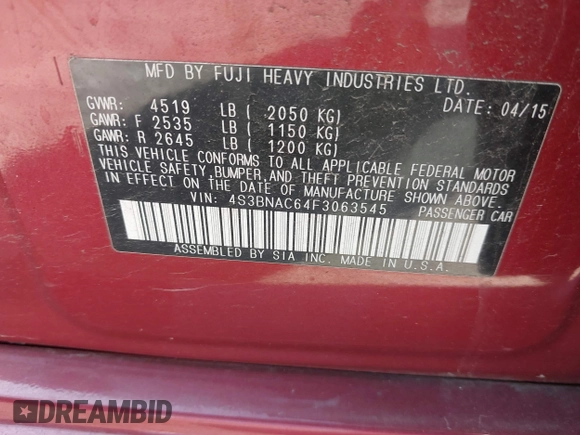 MFD BY FUJI HEAVY INDUSTRIES LTD.
GVWR: 4519 LB ( 2050 KG) DATE: 04/15
GAWR: F 2535 LB ( 1150 KG)
GAWR: R 2645 LB ( 1200 KG)
THIS VEHICLE CONFORMS TO ALL APPLICABLE FEDERAL MOTOR
VEHICLE SAFETY, BUMPER, AND THEFT PREVENTION STANDARDS
IN EFFECT ON THE DATE OF MANUFACTURE SHOWN ABOVE.
VIN: 4S3BNAC64F3063545 PASSENGER CAR
ASSEMBLED BY SIA INC. MADE IN U.S.A.
DREAMBID